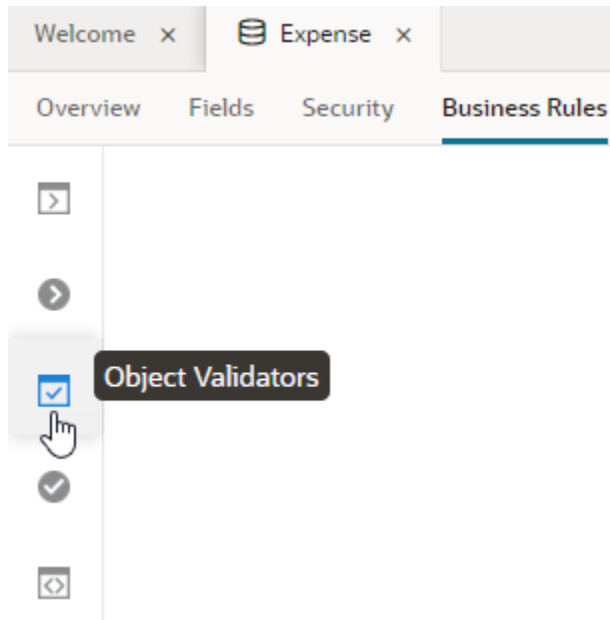 Welcome × Expense ×
Overview Fields Security Business Rules
Object Validators